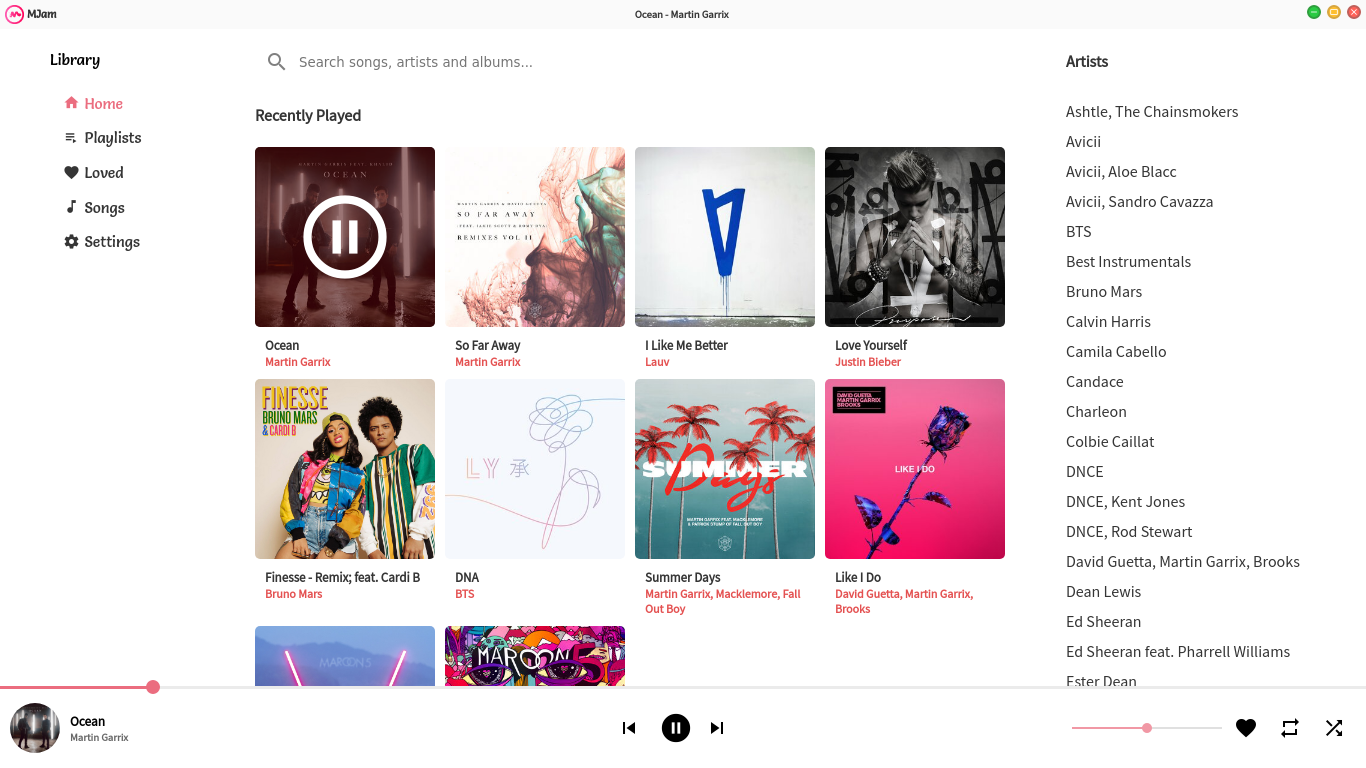 MJam
Ocean - Martin Garrix
Library
Home
Playlists
Loved
Songs
Settings
Search songs, artists and albums...
Recently Played
MARTIN GARRIX FEAT. KHALID
OCEAN
Ocean
Martin Garrix
MARTIN GARRIX & DAVID GUETTA
SO FAR AWAY
(FEAT. JAMIE SCOTT & ROMY DYA)
REMIXES VOL II
So Far Away
Martin Garrix
I Like Me Better
Lauv
Purpose
Love Yourself
Justin Bieber
FINESSE
BRUNO MARS
& CARDI B
Finesse - Remix; feat. Cardi B
Bruno Mars
LY 承
DNA
BTS
SUMMER
Days
MARTIN GARRIX FEAT. MACKLEMORE
& PATRICK STUMP OF FALL OUT BOY
Summer Days
Martin Garrix, Macklemore, Fall
Out Boy
DAVID GUETTA
MARTIN GARRIX
BROOKS
LIKE I DO
Like I Do
David Guetta, Martin Garrix,
Brooks
MAROON 5
MAROON 5
Artists
Ashtle, The Chainsmokers
Avicii
Avicii, Aloe Blacc
Avicii, Sandro Cavazza
BTS
Best Instrumentals
Bruno Mars
Calvin Harris
Camila Cabello
Candace
Charleon
Colbie Caillat
DNCE
DNCE, Kent Jones
DNCE, Rod Stewart
David Guetta, Martin Garrix, Brooks
Dean Lewis
Ed Sheeran
Ed Sheeran feat. Pharrell Williams
Ester Dean
Ocean
Martin Garrix